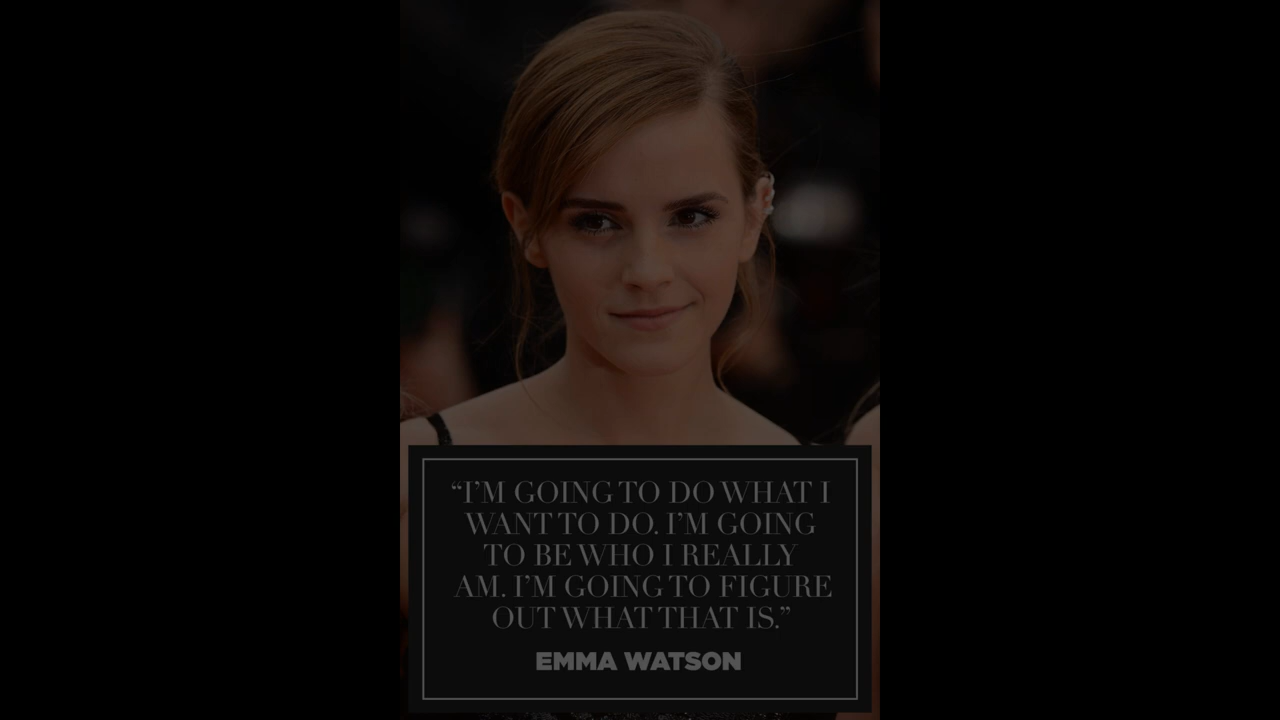 “I’M GOING TO DO WHAT I
WANT TO DO. I’M GOING
TO BE WHO I REALLY
AM. I’M GOING TO FIGURE
OUT WHAT THAT IS.”
EMMA WATSON